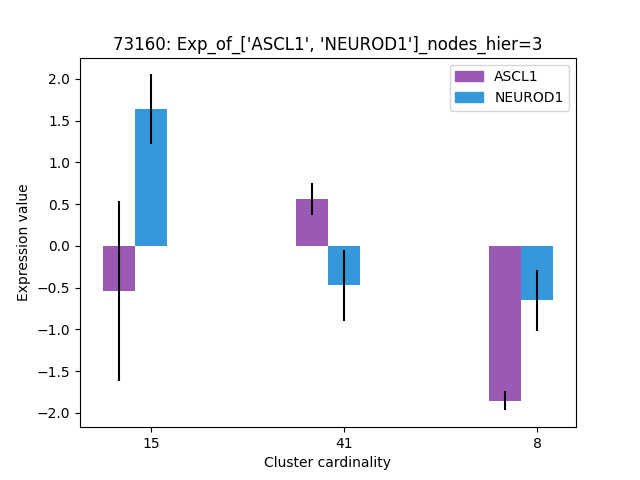 73160: Exp_of_['ASCL1', 'NEUROD1']_nodes_hier=3
ASCL1
NEUROD1
Expression value
2.0
1.5
1.0
0.5
0.0
−0.5
−1.0
−1.5
−2.0
15 41 8
Cluster cardinality